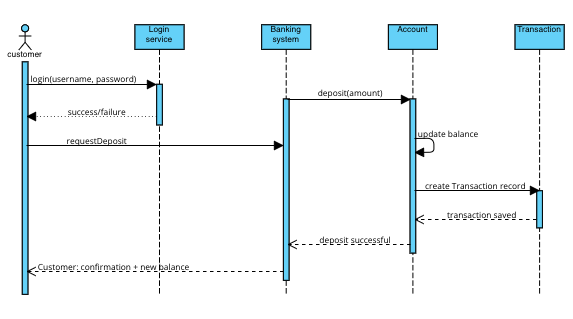 Login
service
Banking
system
Account
Transaction
customer
login(username, password)
deposit(amount)
success/failure
update balance
requestDeposit
create Transaction record
transaction saved
deposit successful
Customer: confirmation + new balance